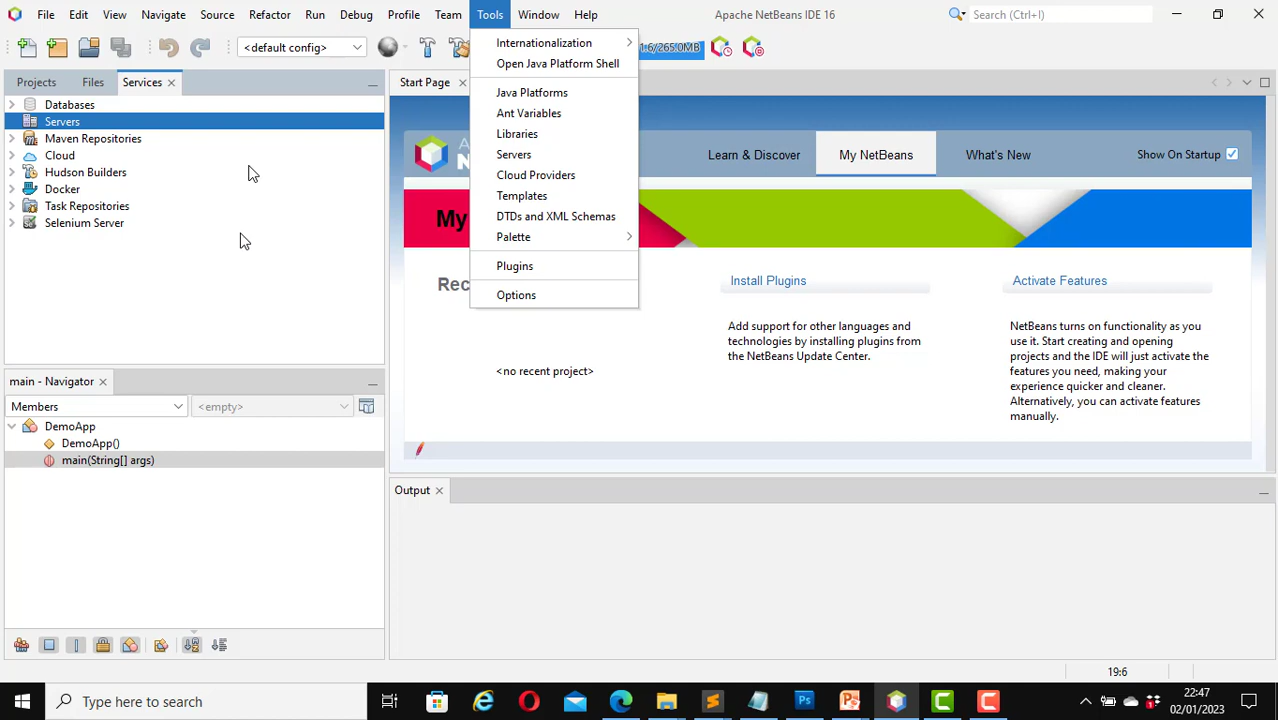 File Edit View Navigate Source Refactor Run Debug Profile Team Tools Window Help
Apache NetBeans IDE 16
Search (Ctrl+I)
<default config>
1.6/265.0MB
Internationalization
Open Java Platform Shell
Java Platforms
Ant Variables
Libraries
Servers
Cloud Providers
Templates
DTDs and XML Schemas
Palette
Plugins
Options
Projects Files Services
Databases
Servers
Maven Repositories
Cloud
Hudson Builders
Docker
Task Repositories
Selenium Server
Start Page
Learn & Discover My NetBeans What's New Show On Startup
My
Rec
<no recent project>
Install Plugins
Add support for other languages and
technologies by installing plugins from
the NetBeans Update Center.
Activate Features
NetBeans turns on functionality as you
use it. Start creating and opening
projects and the IDE will just activate the
features you need, making your
experience quicker and cleaner.
Alternatively, you can activate features
manually.
main - Navigator
Members <empty>
DemoApp
DemoApp()
main(String[] args)
Output
19:6
Type here to search
22:47
02/01/2023